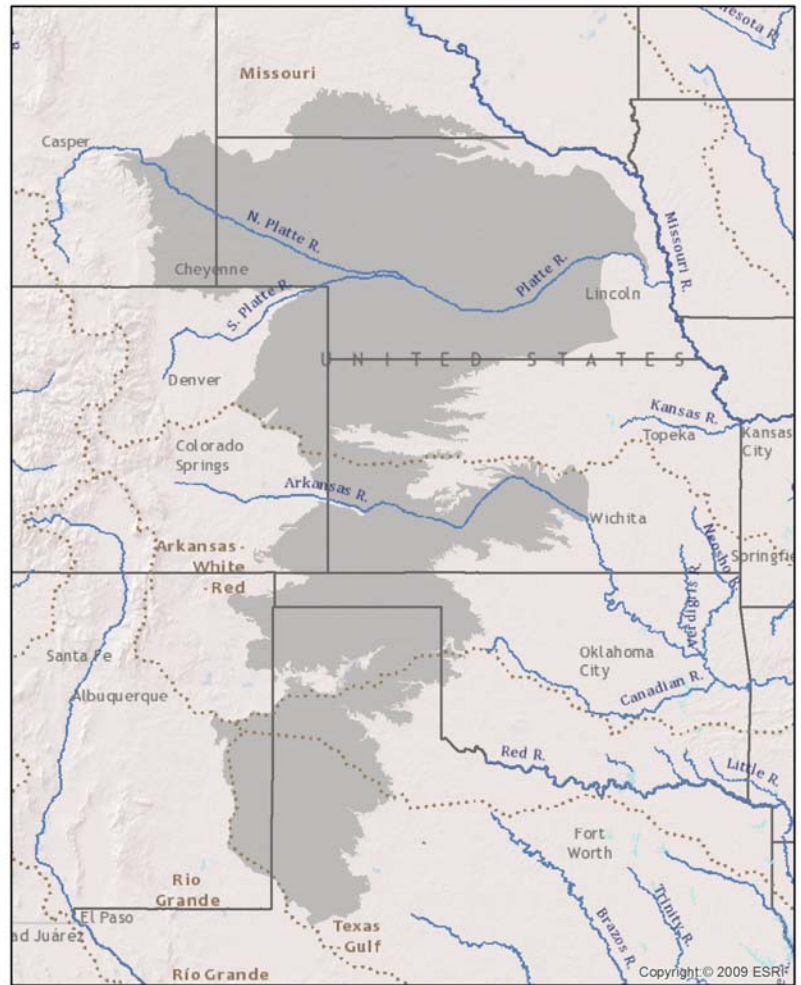 Missouri
Casper
N. Platte R.
Missouri R.
Cheyenne
Platte R.
Lincoln
S. Platte R.
UNITED STATES
Denver
Kansas R.
Topeka
Kansas
City
Colorado
Springs
Arkansas R.
Wichita
Neosho R.
Arkansas -
White
- Red
Springfie
Verdigris R.
Santa Fe
Oklahoma
City
Albuquerque
Canadian R.
Red R.
Little R.
Fort
Worth
Rio
Grande
El Paso
ad Juárez
Texas
Gulf
Brazos R.
Trinity R.
Río Grande
Copyright:© 2009 ESRI